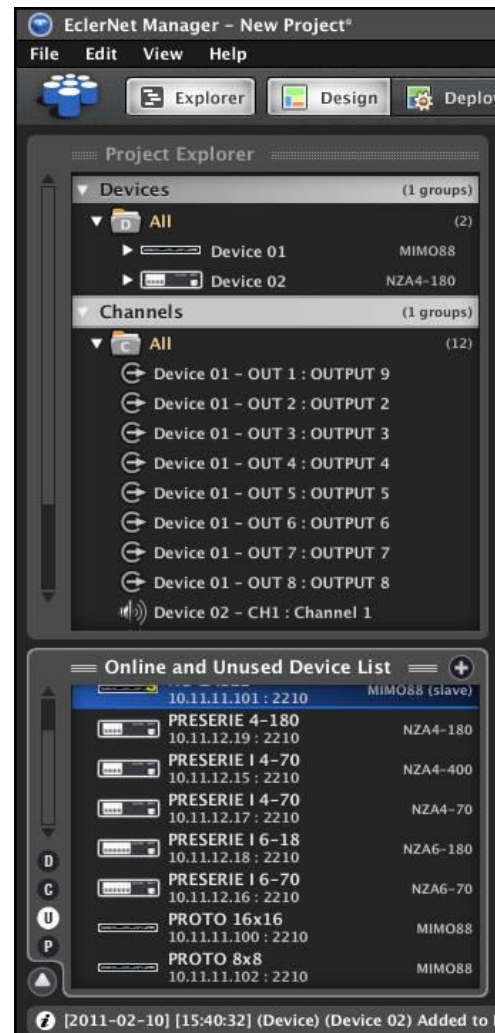 EclerNet Manager - New Project*
File Edit View Help
Explorer Design Deplo
Project Explorer
Devices (1 groups)
D All (2)
Device 01 MIMO88
Device 02 NZA4-180
Channels (1 groups)
C All (12)
Device 01 - OUT 1 : OUTPUT 9
Device 01 - OUT 2 : OUTPUT 2
Device 01 - OUT 3 : OUTPUT 3
Device 01 - OUT 4 : OUTPUT 4
Device 01 - OUT 5 : OUTPUT 5
Device 01 - OUT 6 : OUTPUT 6
Device 01 - OUT 7 : OUTPUT 7
Device 01 - OUT 8 : OUTPUT 8
Device 02 - CH1 : Channel 1
Online and Unused Device List
10.11.11.101 : 2210 MIMO88 (slave)
PRESERIE 4-180
10.11.12.19 : 2210 NZA4-180
PRESERIE I 4-70
10.11.12.15 : 2210 NZA4-400
PRESERIE I 4-70
10.11.12.17 : 2210 NZA4-70
PRESERIE I 6-18
10.11.12.18 : 2210 NZA6-180
PRESERIE I 6-70
10.11.12.16 : 2210 NZA6-70
PROTO 16x16
10.11.11.100 : 2210 MIMO88
PROTO 8x8
10.11.11.102 : 2210 MIMO88
D
C
U
P
[2011-02-10] [15:40:32] (Device) (Device 02) Added to